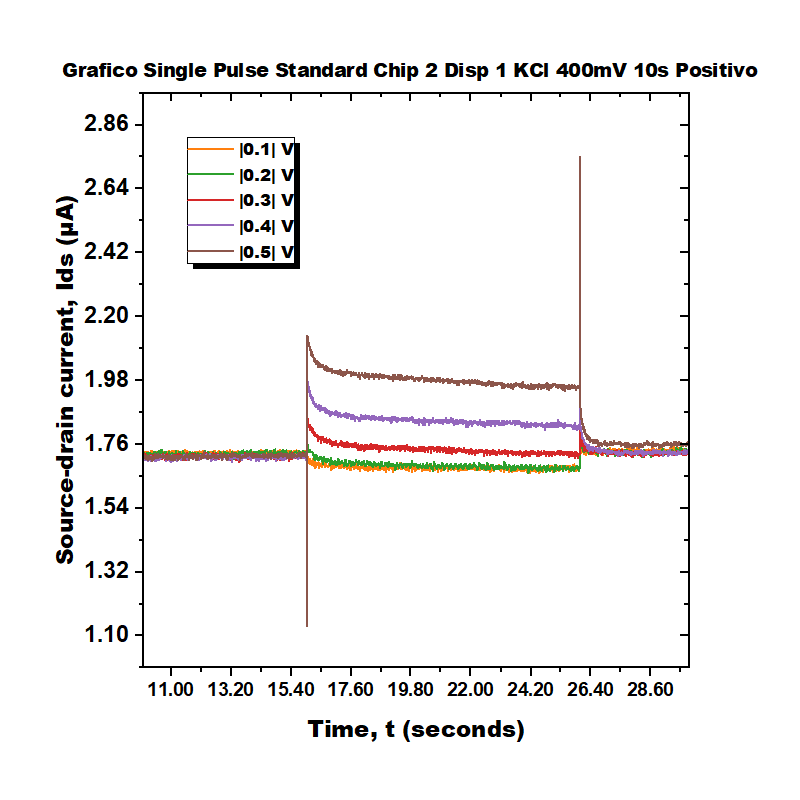 Grafico Single Pulse Standard Chip 2 Disp 1 KCl 400mV 10s Positivo
|0.1| V
|0.2| V
|0.3| V
|0.4| V
|0.5| V
Source-drain current, Ids (µA)
2.86
2.64
2.42
2.20
1.98
1.76
1.54
1.32
1.10
11.00 13.20 15.40 17.60 19.80 22.00 24.20 26.40 28.60
Time, t (seconds)